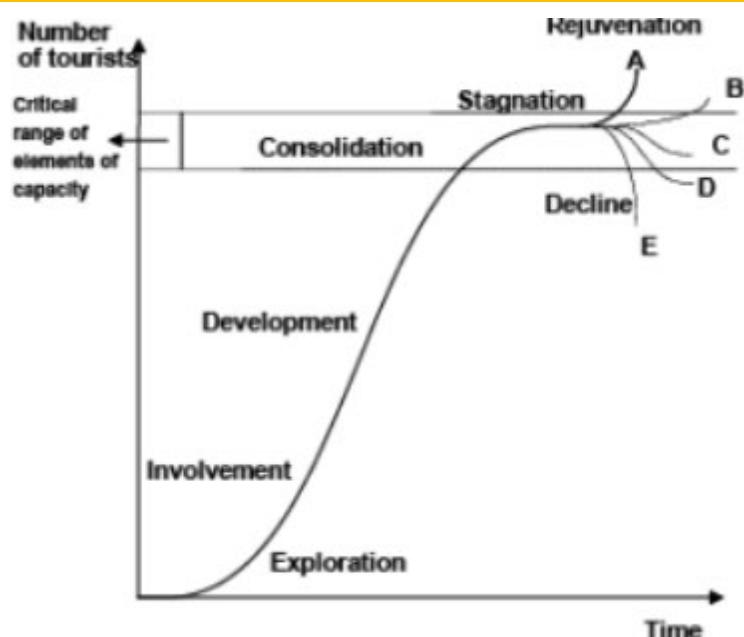 Number
of tourists
Rejuvenation
A
B
Critical
range of
elements of
capacity
Stagnation
Consolidation
C
D
Decline
E
Development
Involvement
Exploration
Time